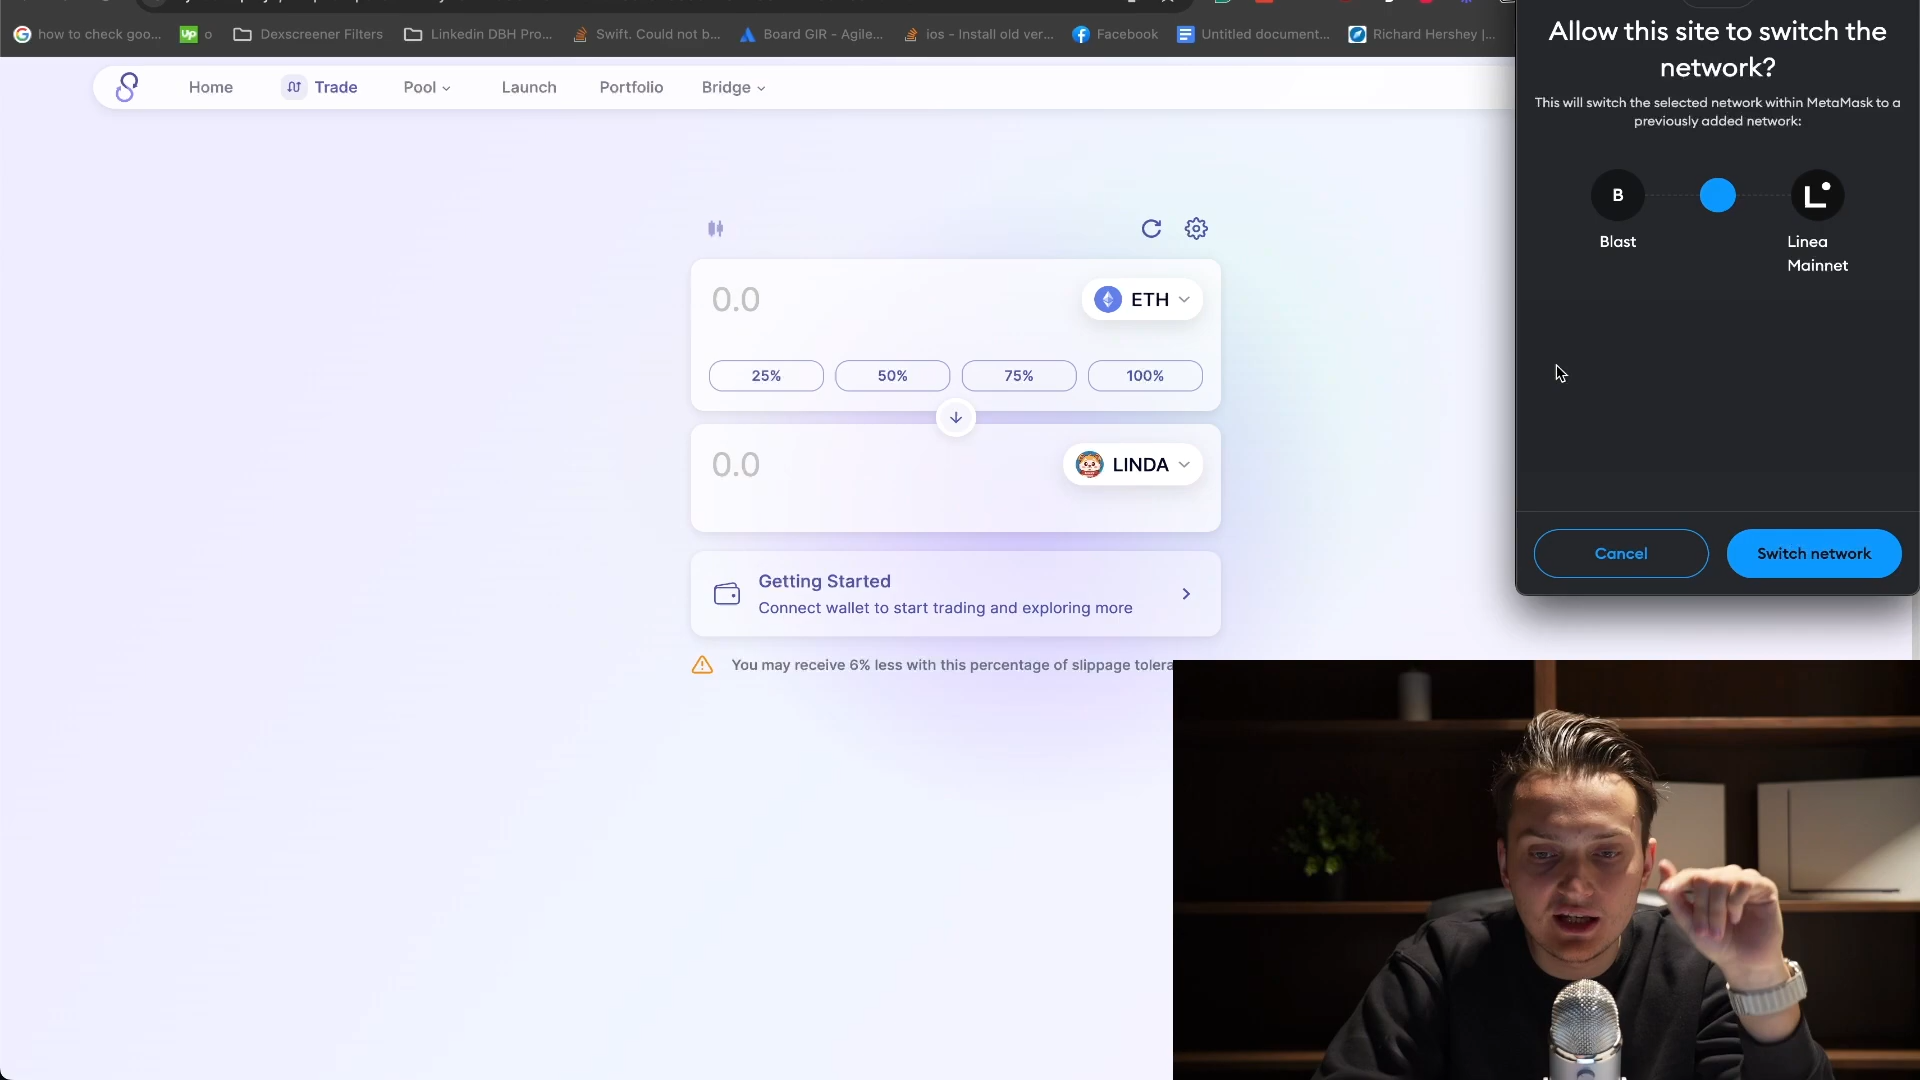 how to check goo...
up
o
Dexscreener Filters
Linkedin DBH Pro...
Swift. Could not b...
Board GIR - Agile...
ios - Install old ver...
Facebook
Untitled document...
Richard Hershey |...
Home
Trade
Pool
Launch
Portfolio
Bridge
0.0
ETH
25%
50%
75%
100%
0.0
LINDA
Getting Started
Connect wallet to start trading and exploring more
You may receive 6% less with this percentage of slippage tolera
Allow this site to switch the
network?
This will switch the selected network within MetaMask to a
previously added network:
B
Blast
Linea
Mainnet
Cancel
Switch network